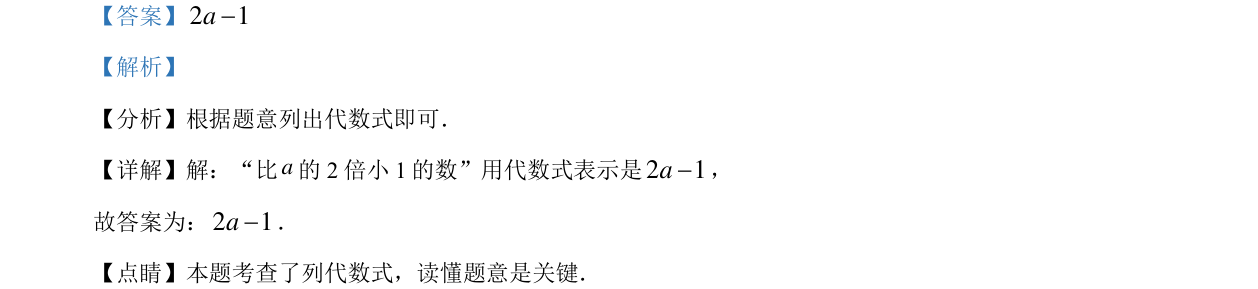 【答案】2a−1
【解析】
【分析】根据题意列出代数式即可．
【详解】解：“比a的 2 倍小 1 的数”用代数式表示是2a−1，
故答案为：2a−1．
【点睛】本题考查了列代数式，读懂题意是关键．